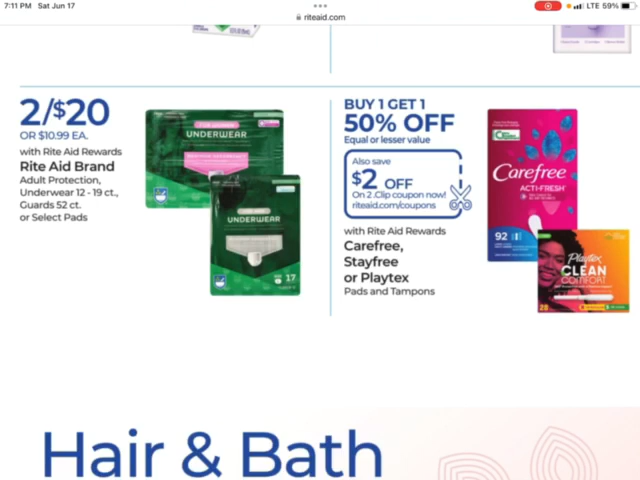 7:11 PM Sat Jun 17
LTE 59%
riteaid.com
2/$20
OR $10.99 EA.
with Rite Aid Rewards
Rite Aid Brand
Adult Protection,
Underwear 12 - 19 ct.,
Guards 52 ct.
or Select Pads
FOR WOMEN
UNDERWEAR
MAXIMUM ABSORBENCY
UNDERWEAR
17
BUY 1 GET 1
50% OFF
Equal or lesser value
Also save
$2 OFF
On 2 .Clip coupon now!
riteaid.com/coupons
with Rite Aid Rewards
Carefree,
Stayfree
or Playtex
Pads and Tampons
Carefree
ACTI-FRESH
92
Playtex
CLEAN
COMFORT
Hair & Bath